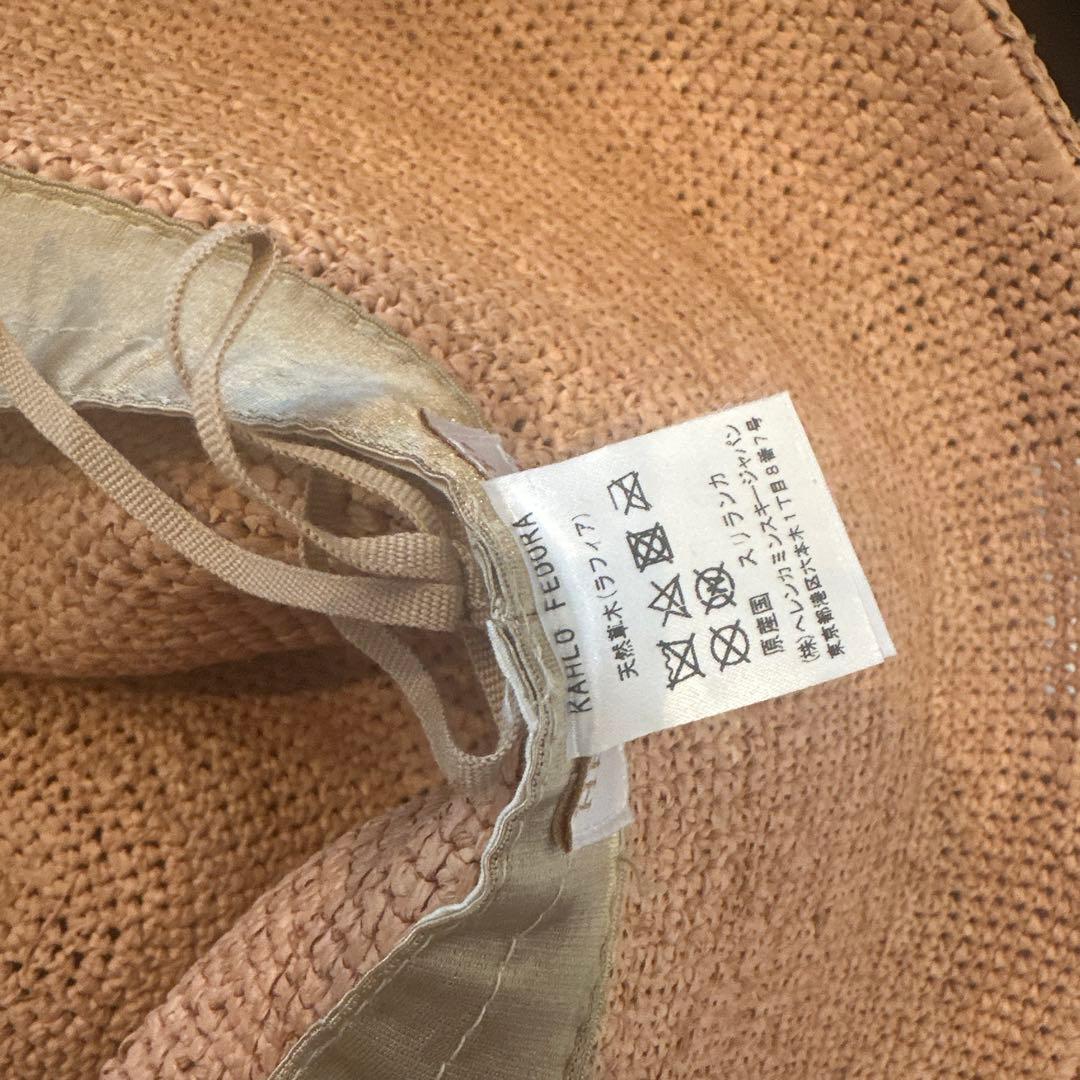 KAHLO FEDORA
天然草木(ラフィア)
原産国 スリランカ
(株)ヘレンカミンスキージャパン
東京都港区六本木1丁目8番7号